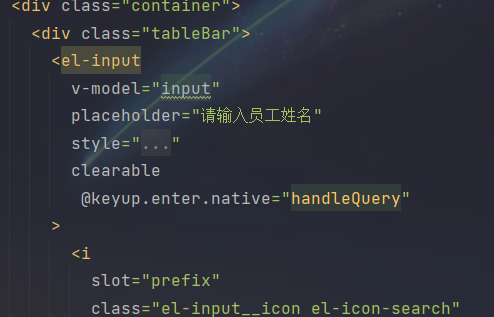 <div class="container">
<div class="tableBar">
<el-input
v-model="input"
placeholder="请输入员工姓名"
style="..."
clearable
@keyup.enter.native="handleQuery"
>
<i
slot="prefix"
class="el-input__icon el-icon-search"